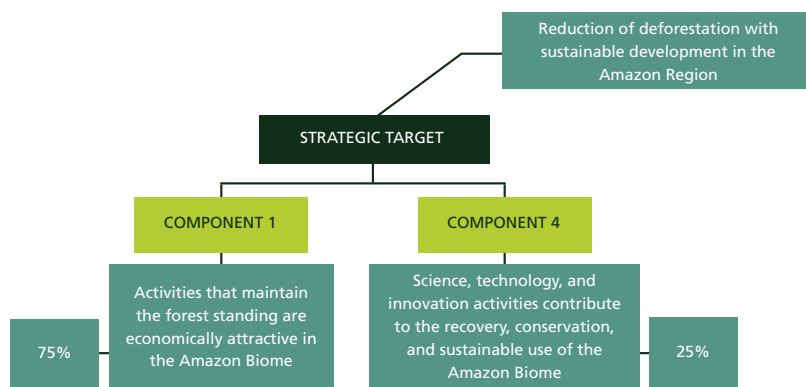 Reduction of deforestation with
sustainable development in the
Amazon Region
STRATEGIC TARGET
COMPONENT 1
COMPONENT 4
Activities that maintain
the forest standing are
economically attractive in
the Amazon Biome
75%
Science, technology, and
innovation activities contribute
to the recovery, conservation,
and sustainable use of the
Amazon Biome
25%